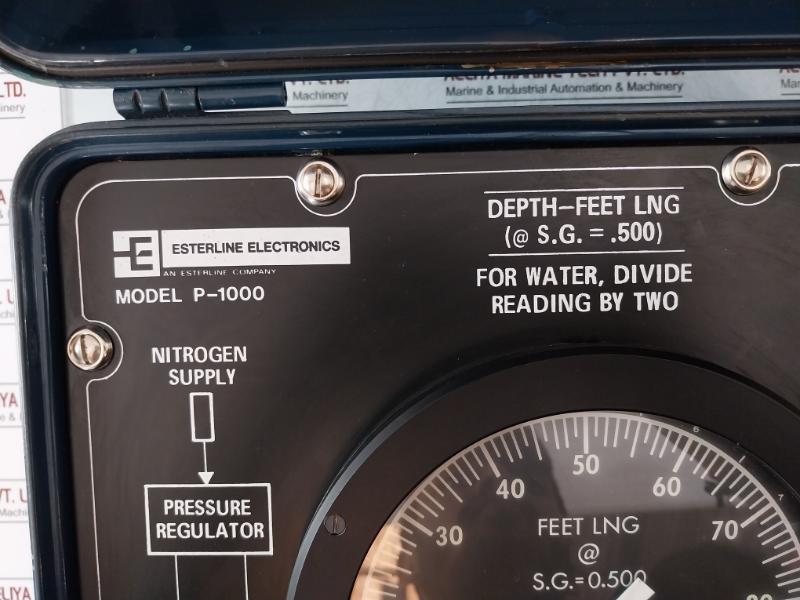 LTD.
Machinery
Marine & Industrial Automation & Machinery
DEPTH-FEET LNG
(@ S.G. = .500)
FOR WATER, DIVIDE
READING BY TWO
E ESTERLINE ELECTRONICS
AN ESTERLINE COMPANY
MODEL P-1000
NITROGEN
SUPPLY
PRESSURE
REGULATOR
30
40
50
60
70
FEET LNG
@
S.G.=0.500